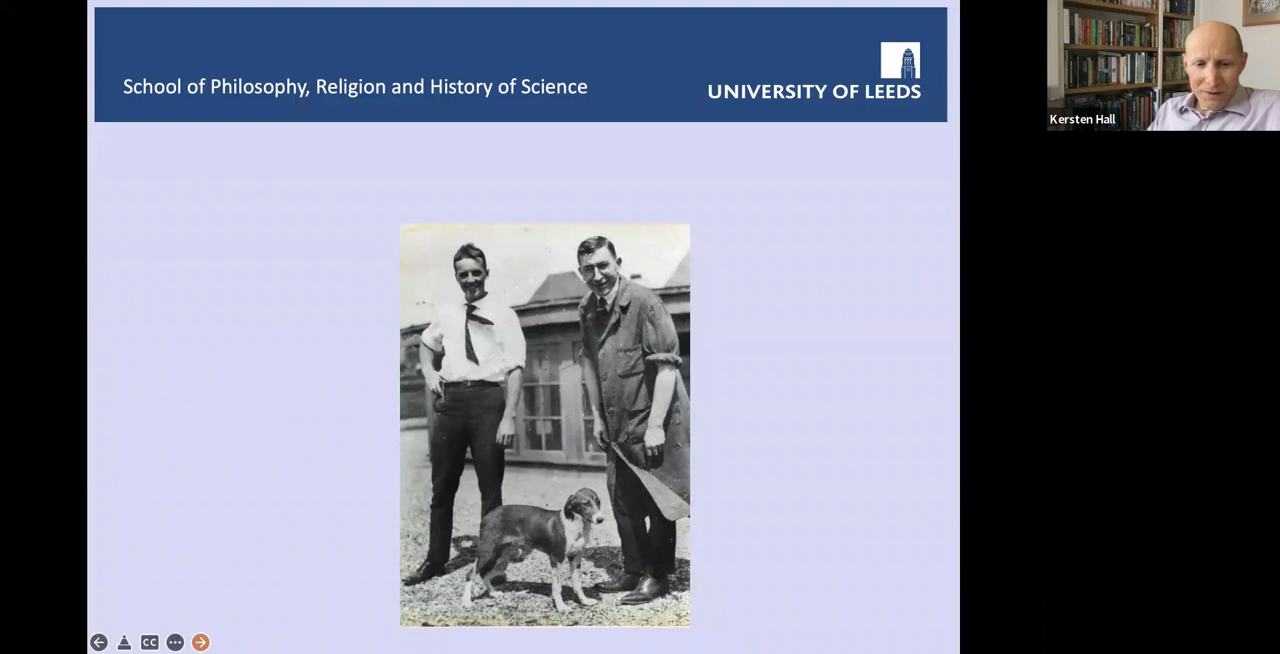 School of Philosophy, Religion and History of Science
UNIVERSITY OF LEEDS
Kersten Hall
CC